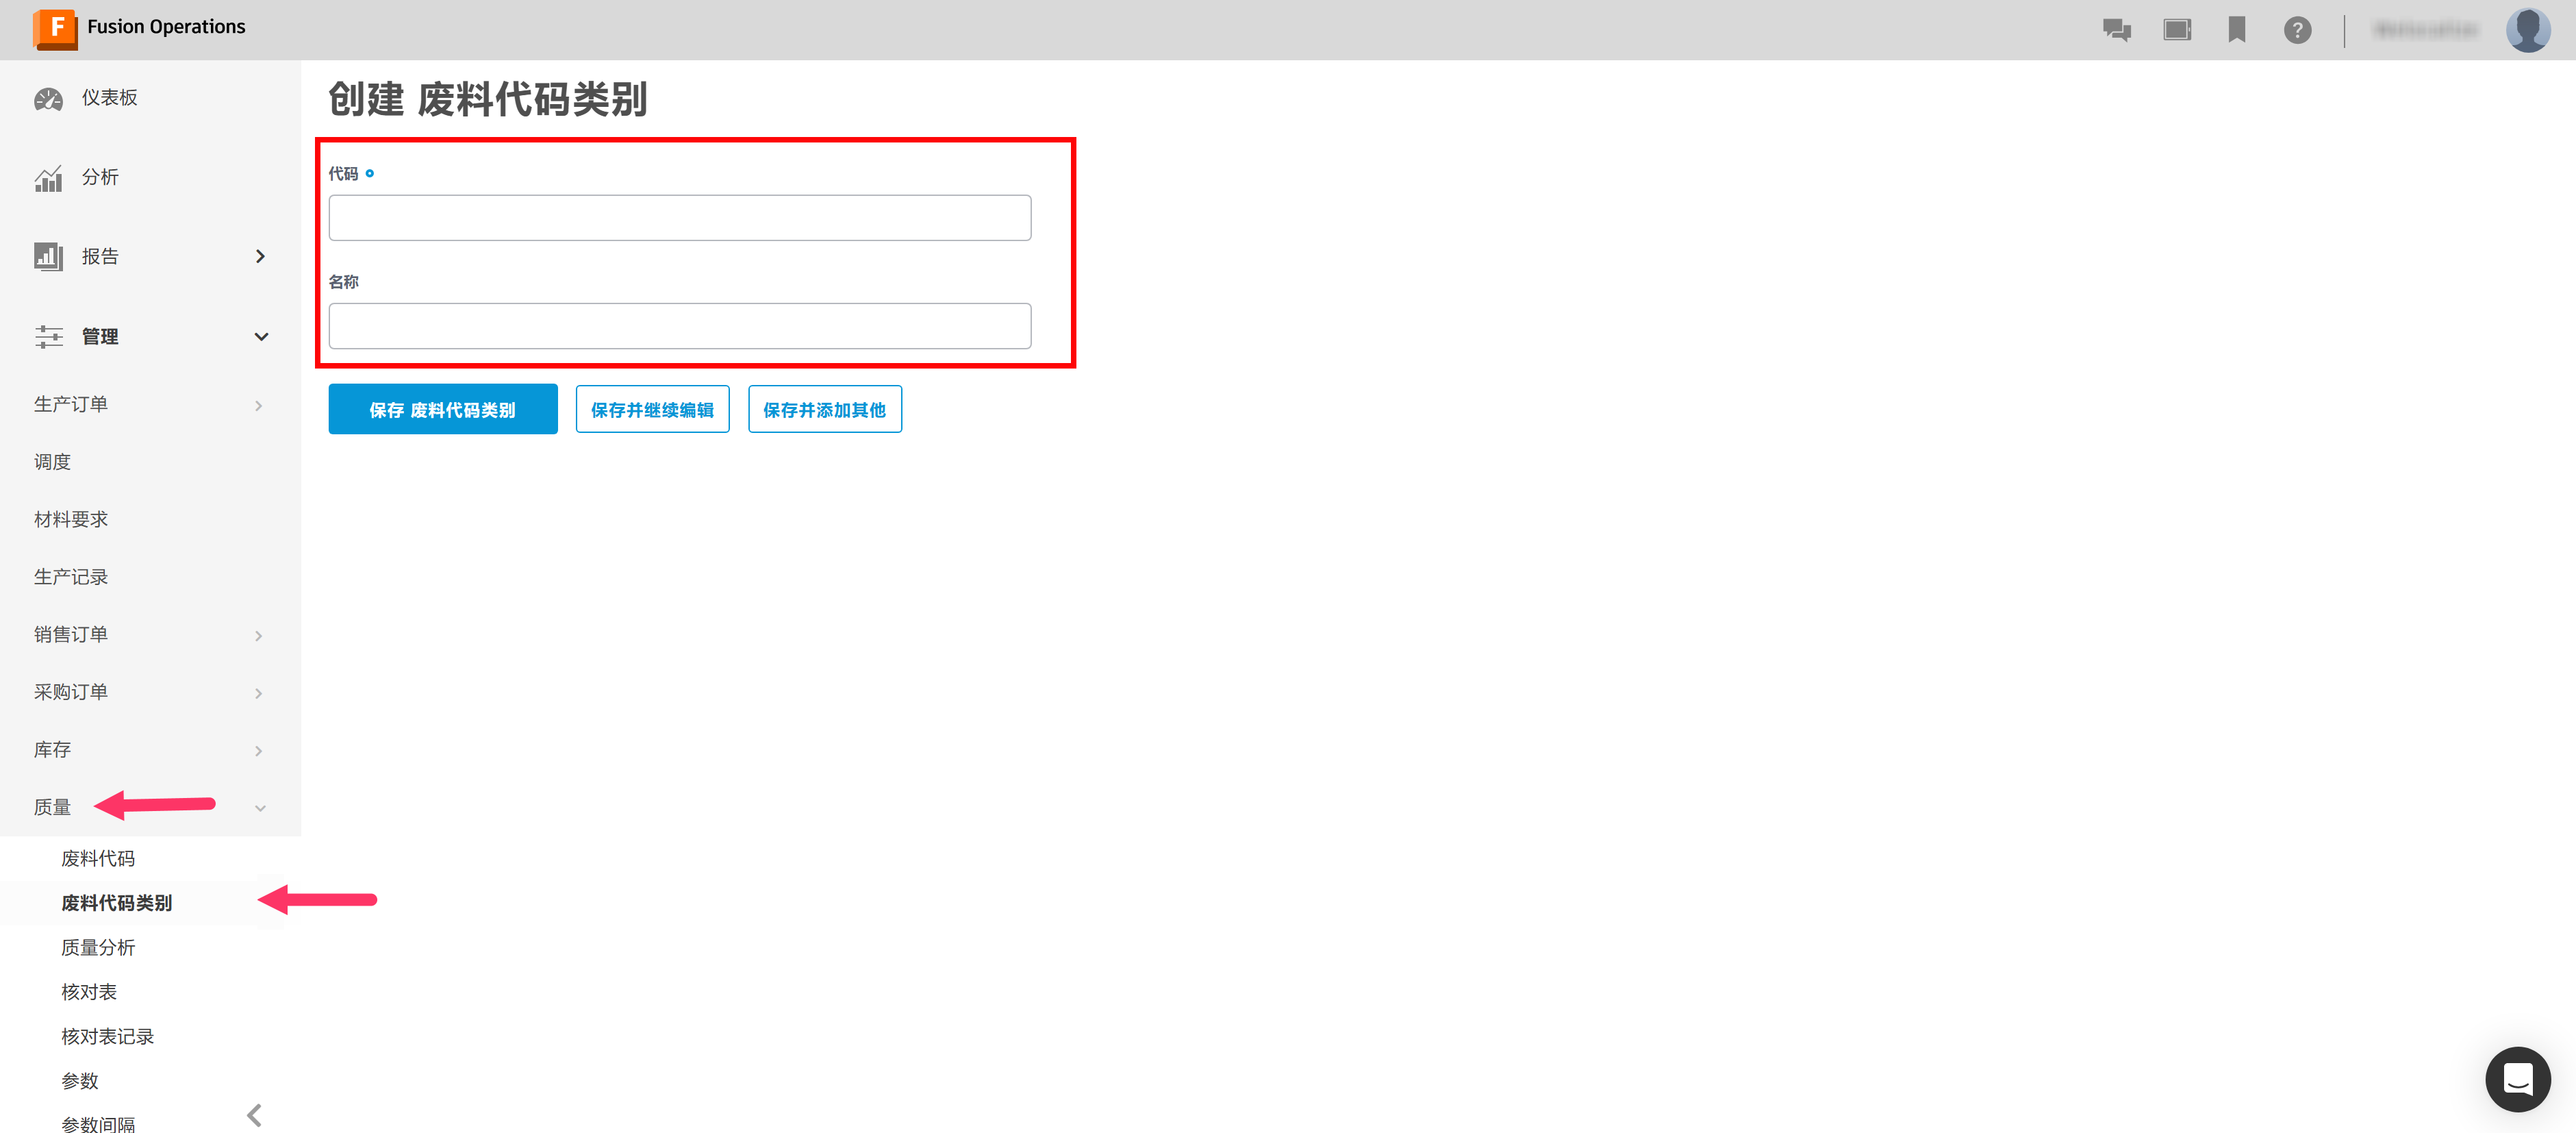 F Fusion Operations
?
仪表板
分析
报告
管理
生产订单
调度
材料要求
生产记录
销售订单
采购订单
库存
质量
废料代码
废料代码类别
质量分析
核对表
核对表记录
参数
参数间隔
创建 废料代码类别
代码
名称
保存 废料代码类别
保存并继续编辑
保存并添加其他